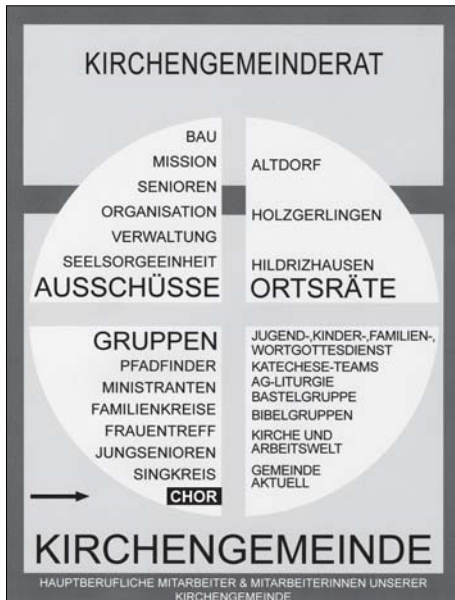 KIRCHENGEMEINDERAT
BAU
MISSION
SENIOREN
ORGANISATION
VERWALTUNG
SEELSORGEEINHEIT
AUSSCHÜSSE
ALTDORF
HOLZGERLINGEN
HILDRIZHAUSEN
ORTSRÄTE
GRUPPEN
PFADFINDER
MINISTRANTEN
FAMILIENKREISE
FRAUENTREFF
JUNGSENIOREN
SINGKREIS
CHOR
JUGEND-,KINDER-,FAMILIEN-,
WORTGOTTESDIENST
KATECHESE-TEAMS
AG-LITURGIE
BASTELGRUPPE
BIBELGRUPPEN
KIRCHE UND
ARBEITSWELT
GEMEINDE
AKTUELL
KIRCHENGEMEINDE
HAUPTBERUFLICHE MITARBEITER & MITARBEITERINNEN UNSERER
KIRCHENGEMEINDE